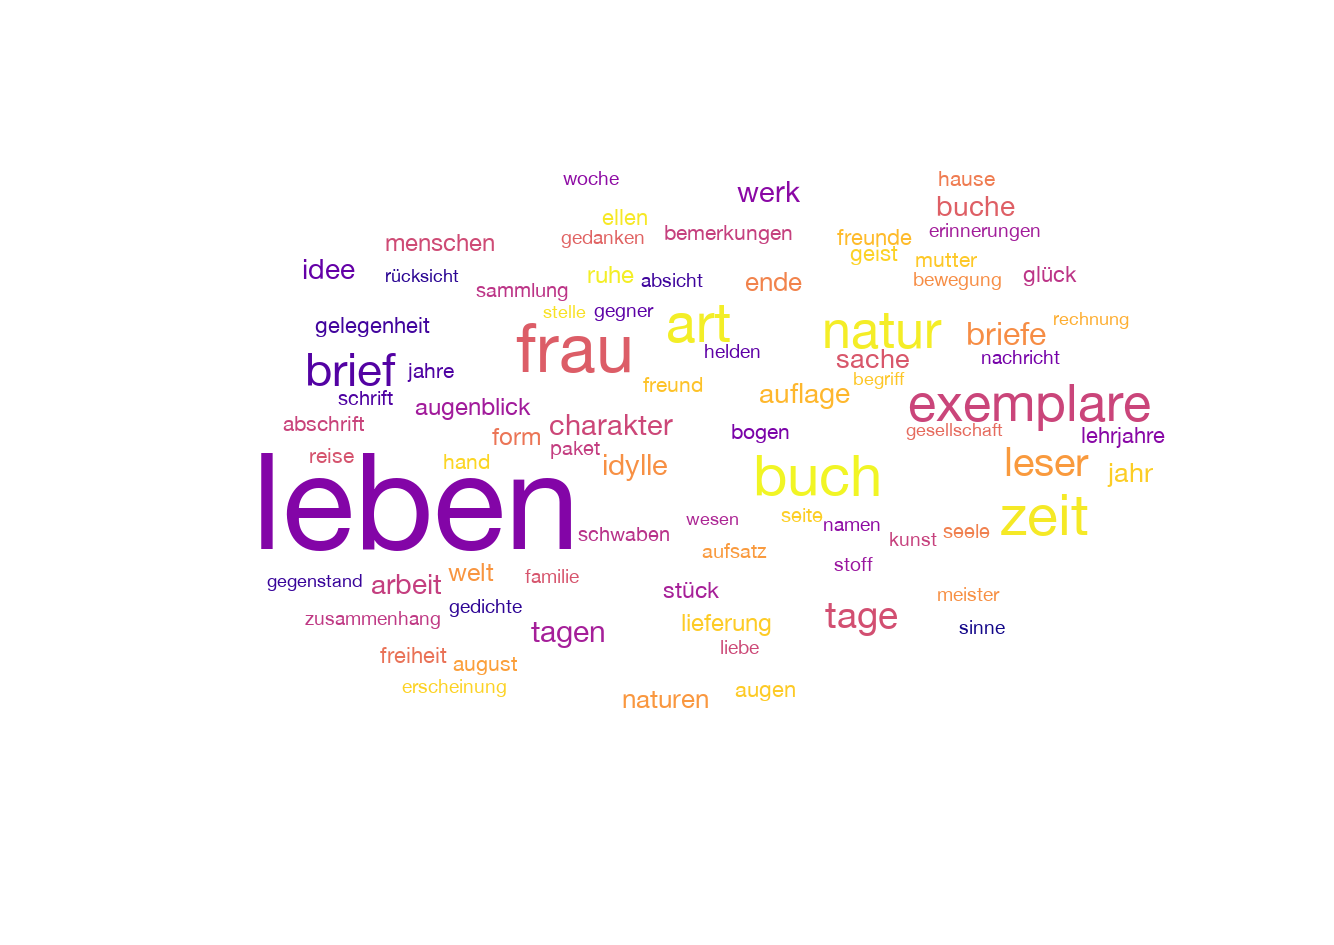 woche
hause
werk
buche
ellen
erinnerungen
bemerkungen
gedanken
freunde
menschen
geist
mutter
idee
rücksicht
ruhe
absicht
ende
bewegung
glück
sammlung
stelle
gegner
rechnung
gelegenheit
art
natur
briefe
frau
helden
sache
nachricht
brief
jahre
freund
begriff
schrift
auflage
exemplare
augenblick
abschrift
charakter
gesellschaft
form
bogen
lehrjahre
paket
reise
hand
idylle
leser
jahr
buch
leben
seite
zeit
wesen
namen
schwaben
seele
kunst
aufsatz
stoff
welt
familie
gegenstand
arbeit
stück
meister
gedichte
zusammenhang
tage
lieferung
sinne
tagen
liebe
freiheit
august
erscheinung
augen
naturen